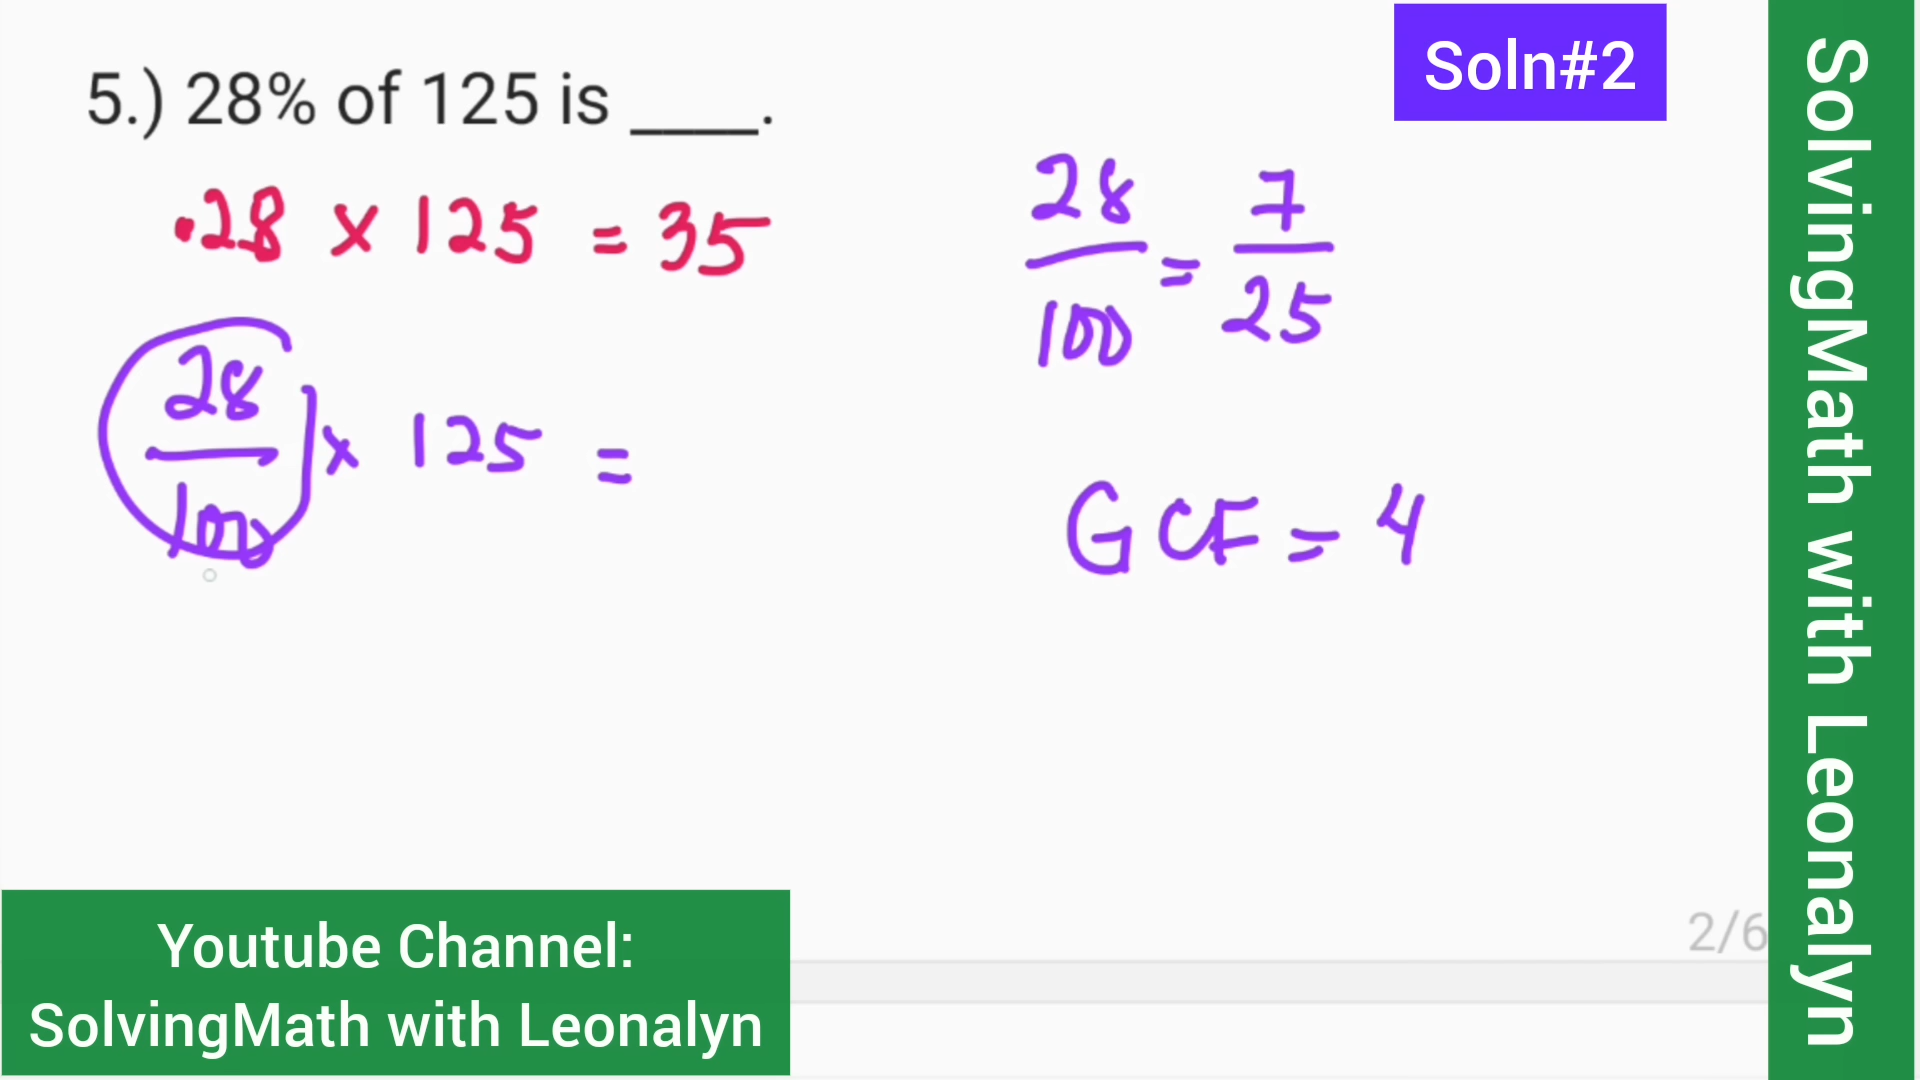 Soln#2
5.) 28% of 125 is ____.
.28 x 125 = 35
28/100 x 125 =
28/100 = 7/25
GCF = 4
2/6
Youtube Channel:
SolvingMath with Leonalyn
SolvingMath with Leonalyn